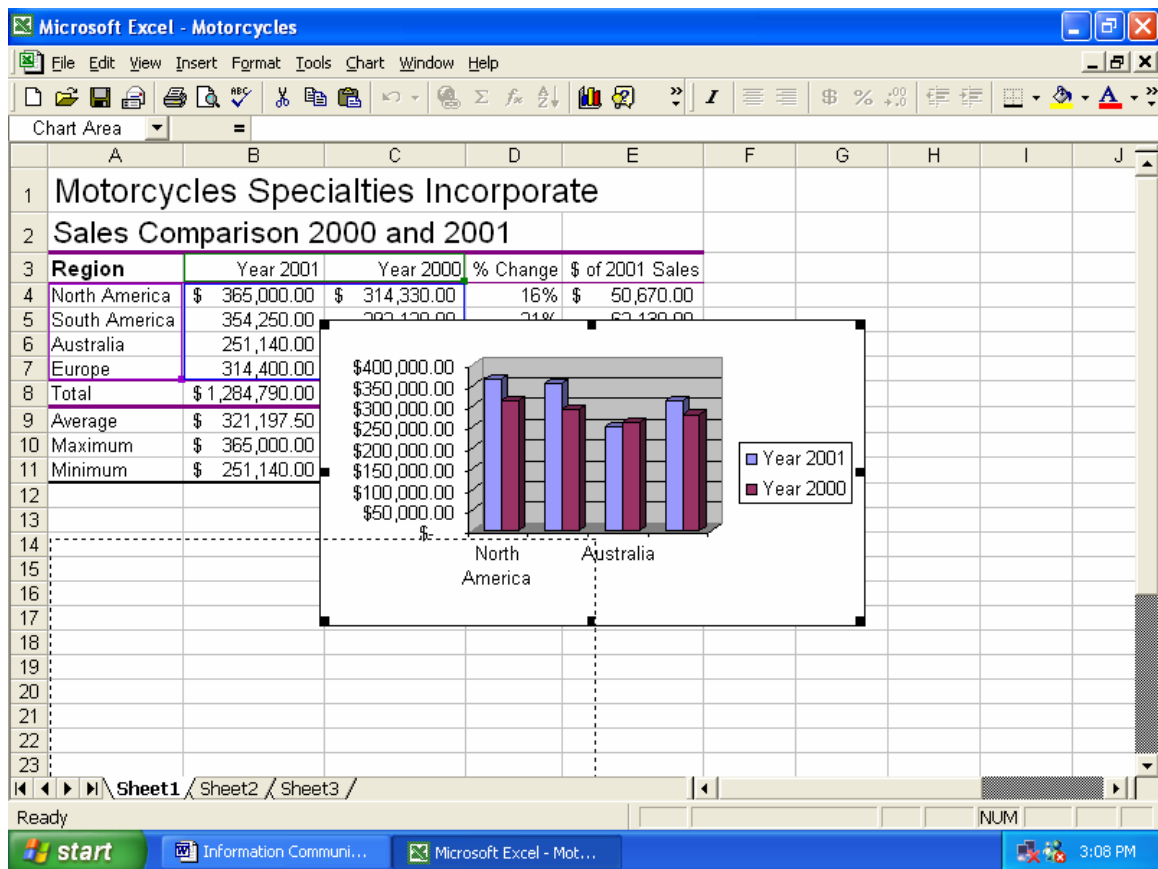 Microsoft Excel - Motorcycles
File Edit View Insert Format Tools Chart Window Help
Chart Area =
A B C D E F G H I J
1 Motorcycles Specialties Incorporate
2 Sales Comparison 2000 and 2001
3 Region Year 2001 Year 2000 % Change $ of 2001 Sales
4 North America $ 365,000.00 $ 314,330.00 16% $ 50,670.00
5 South America 354,250.00
6 Australia 251,140.00
7 Europe 314,400.00
8 Total $1,284,790.00
9 Average $ 321,197.50
10 Maximum $ 365,000.00
11 Minimum $ 251,140.00
12
13
14
15
16
17
18
19
20
21
22
23
$400,000.00
$350,000.00
$300,000.00
$250,000.00
$200,000.00
$150,000.00
$100,000.00
$50,000.00
$-
North America
Australia
Year 2001
Year 2000
Sheet1 Sheet2 Sheet3
Ready NUM
start Information Communi... Microsoft Excel - Mot... 3:08 PM